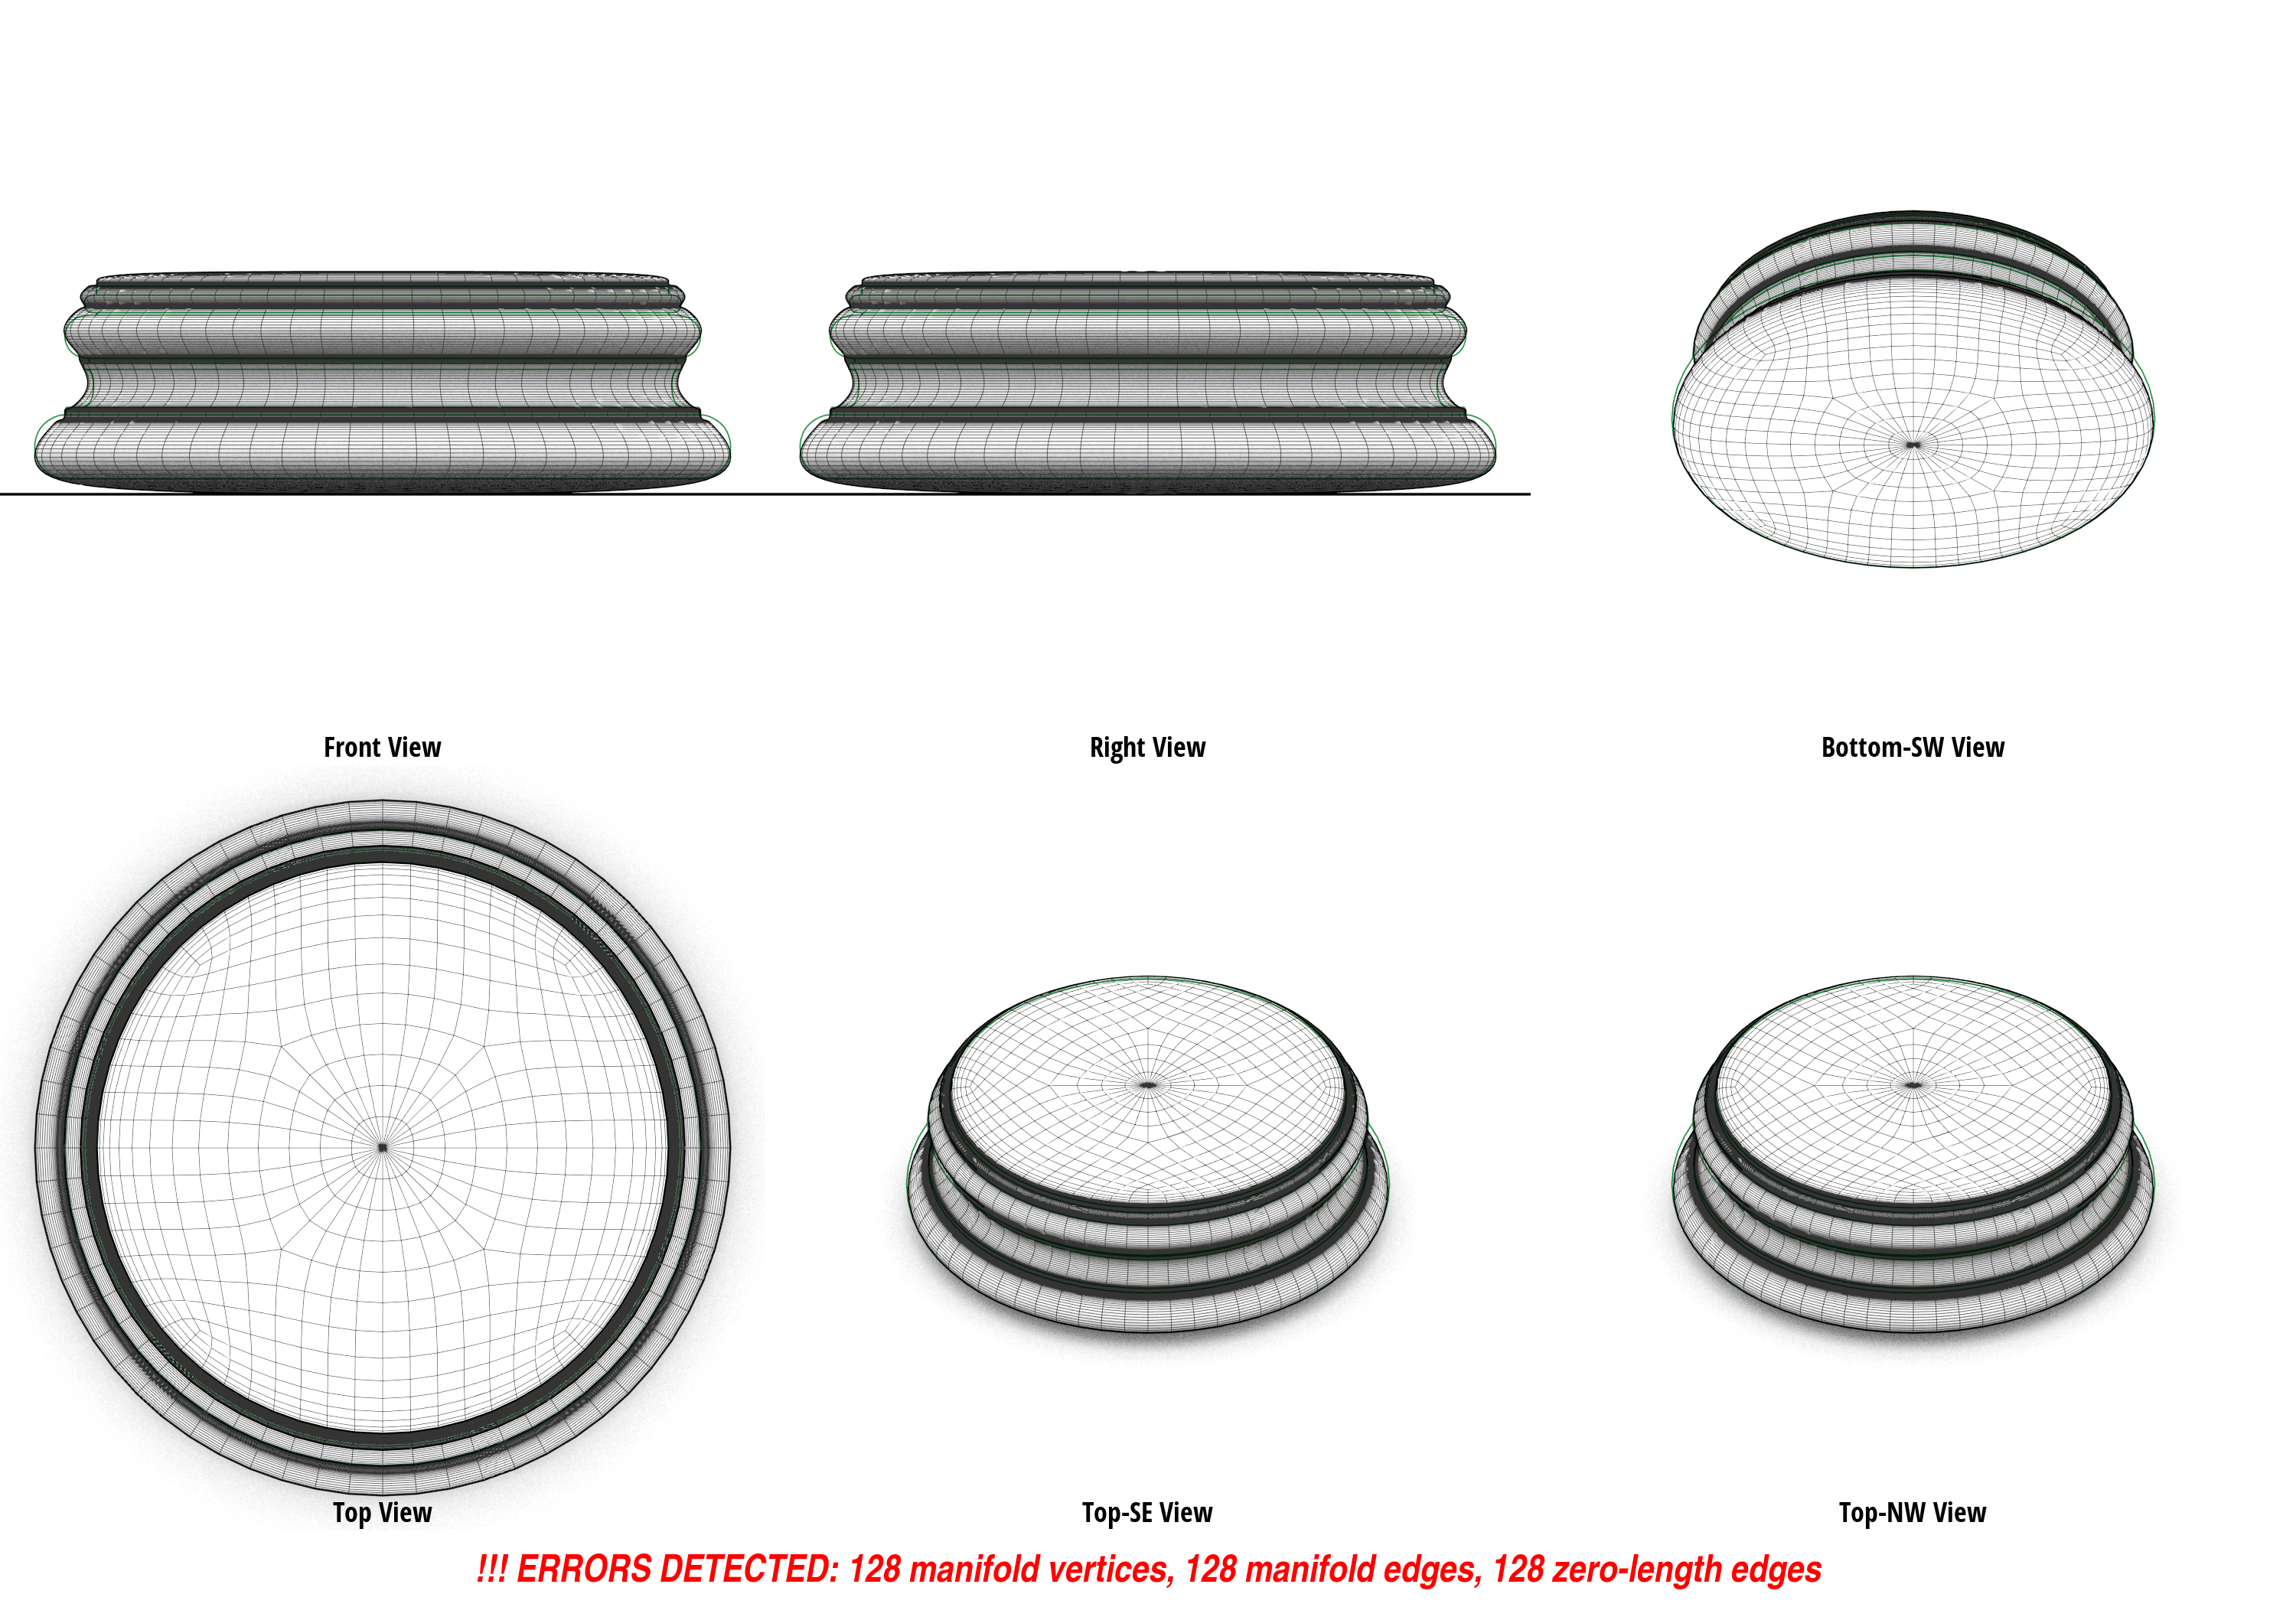 Front View
Right View
Bottom-SW View
Top View
Top-SE View
Top-NW View
!!! ERRORS DETECTED: 128 manifold vertices, 128 manifold edges, 128 zero-length edges